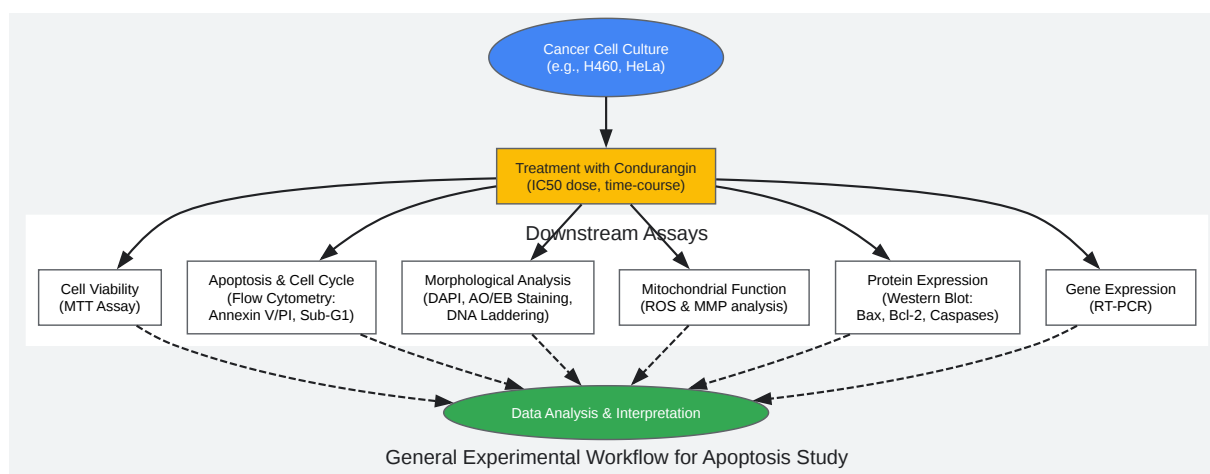 Cancer Cell Culture
(e.g., H460, HeLa)
Treatment with Condurangin
(IC50 dose, time-course)
Downstream Assays
Cell Viability
(MTT Assay)
Apoptosis & Cell Cycle
(Flow Cytometry:
Annexin V/PI, Sub-G1)
Morphological Analysis
(DAPI, AO/EB Staining,
DNA Laddering)
Mitochondrial Function
(ROS & MMP analysis)
Protein Expression
(Western Blot:
Bax, Bcl-2, Caspases)
Gene Expression
(RT-PCR)
Data Analysis & Interpretation
General Experimental Workflow for Apoptosis Study